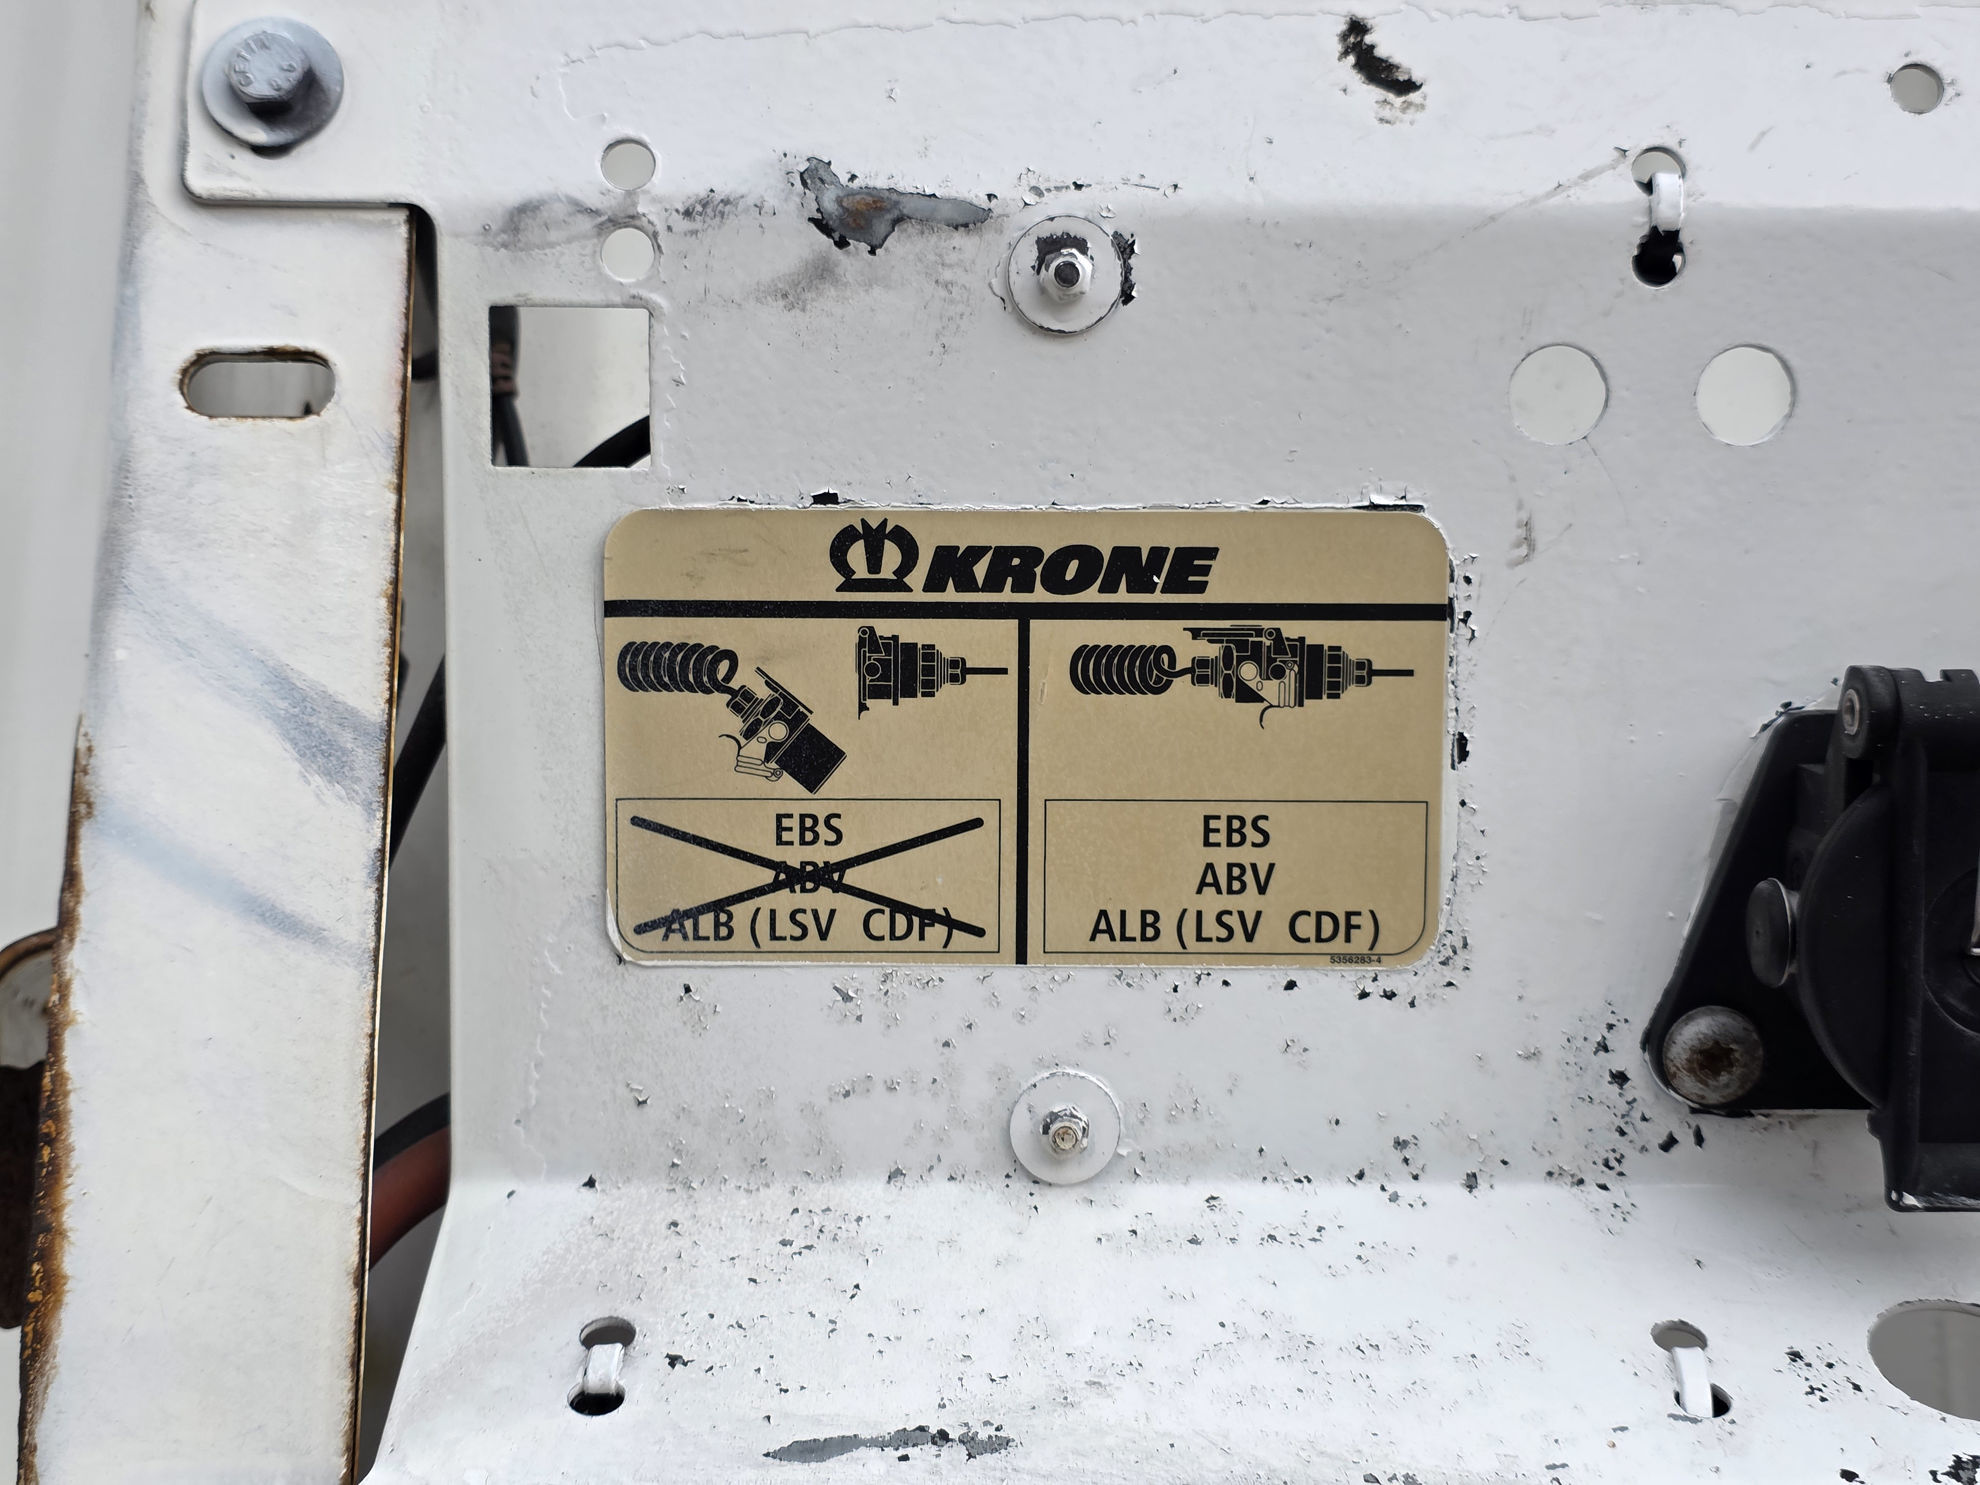 KRONE
EBS
ABV
ALB (LSV CDF)
EBS
ABV
ALB (LSV CDF)
5356283-4